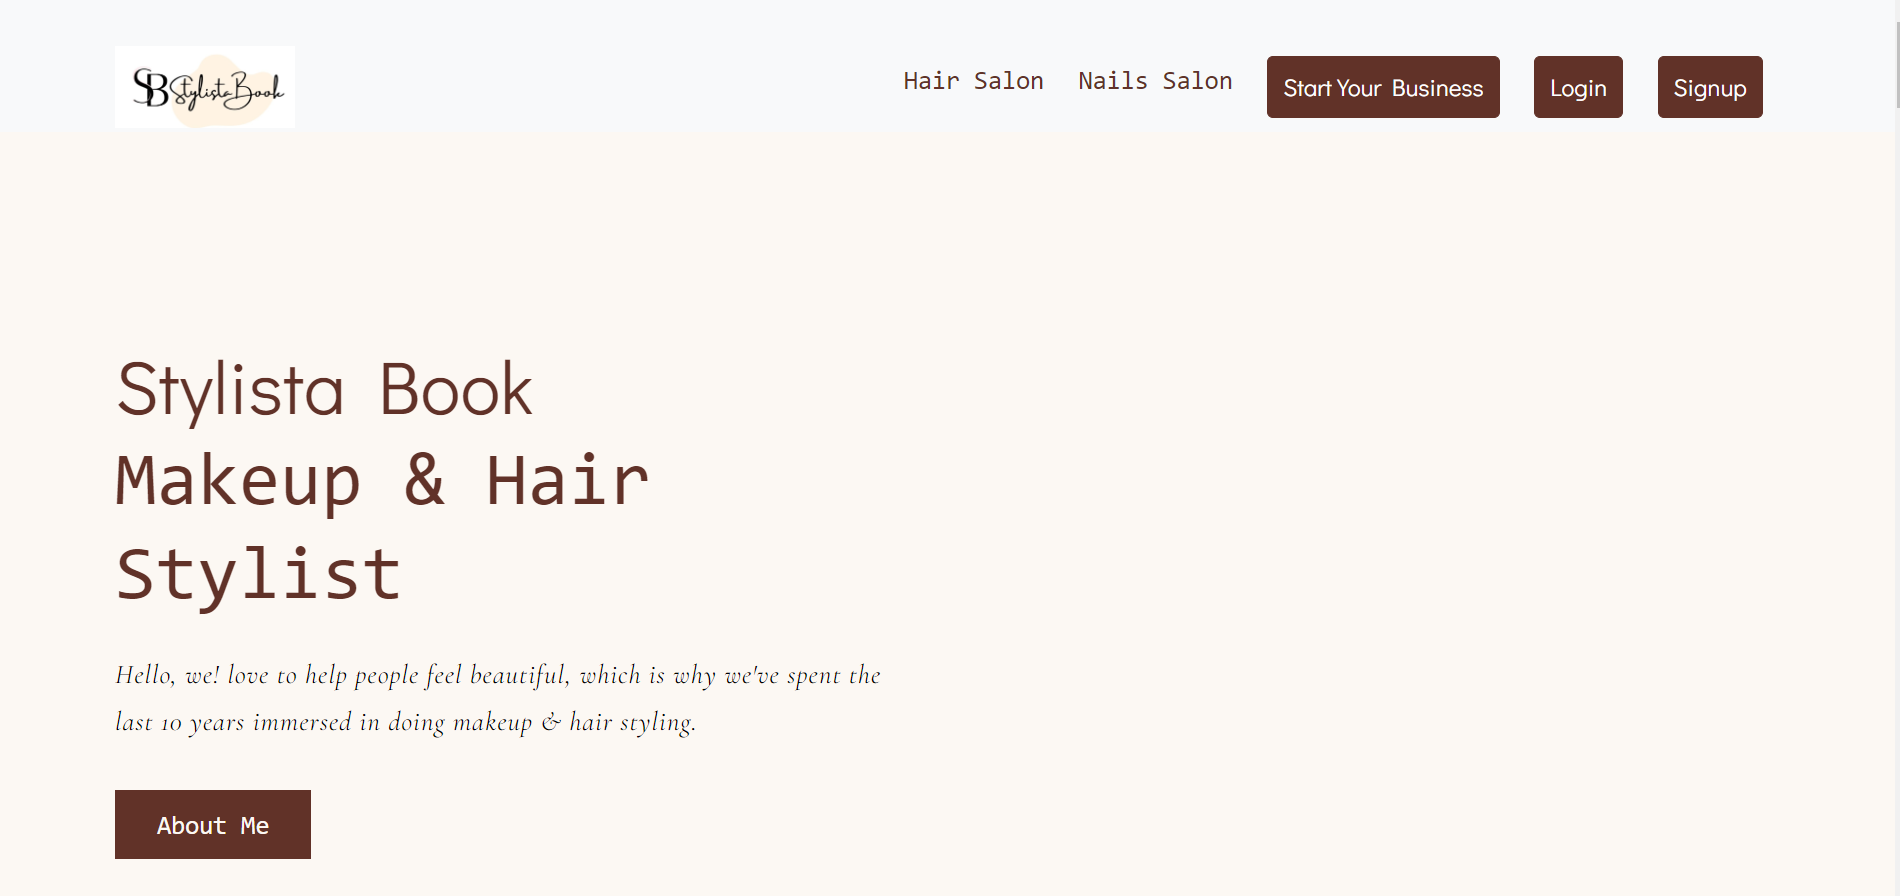 SB StylistaBook
Hair Salon Nails Salon Start Your Business Login Signup
Stylista Book
Makeup & Hair
Stylist
Hello, we! love to help people feel beautiful, which is why we've spent the
last 10 years immersed in doing makeup & hair styling.
About Me